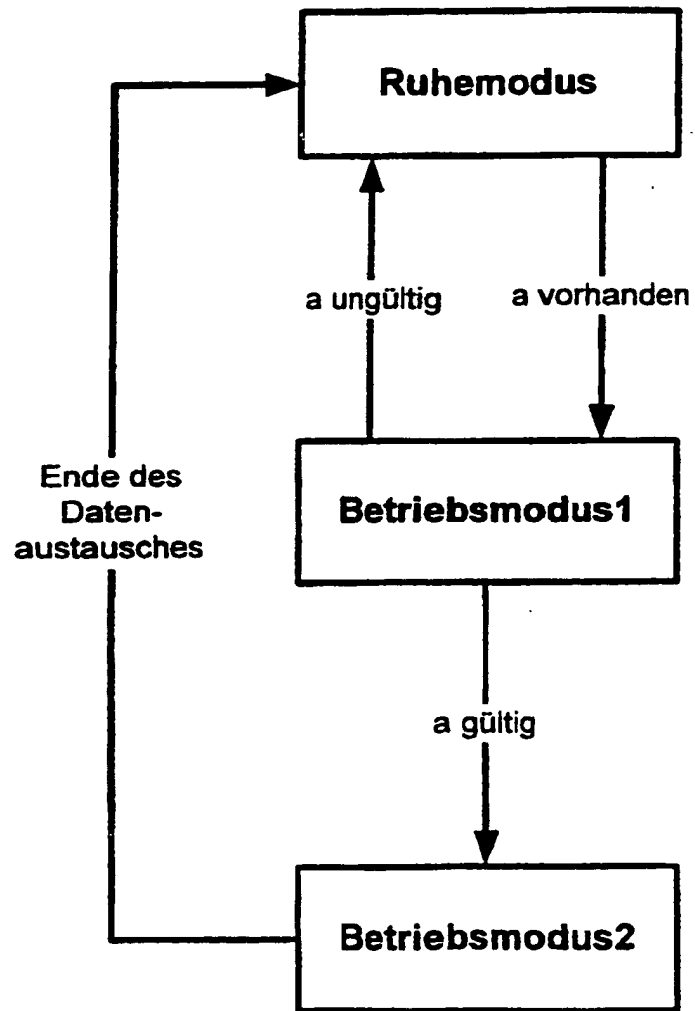 Ruhemodus
a ungültig
a vorhanden
Betriebsmodus1
Ende des
Daten-
austausches
a gültig
Betriebsmodus2